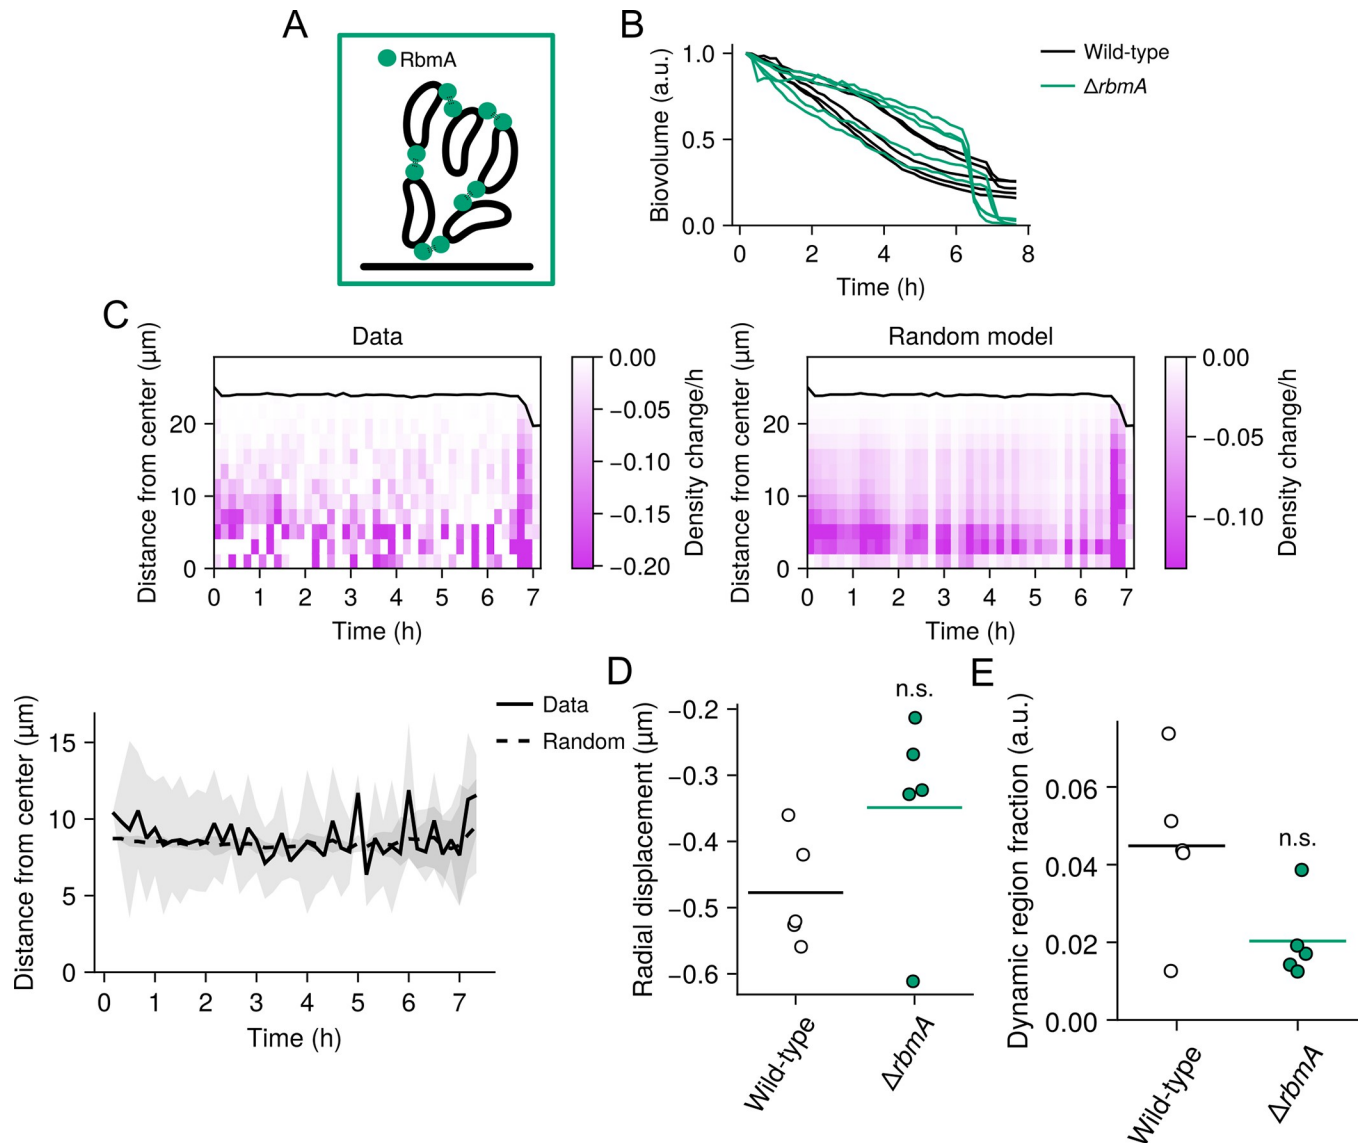 A
RbmA
B
Biovolume (a.u.)
1.0
0.5
0.0
0 2 4 6 8
Time (h)
Wild-type
ΔrbmA
C
Data
Distance from center (µm)
20
10
0
0 1 2 3 4 5 6 7
Time (h)
0.00
−0.05
−0.10
−0.15
−0.20
Density change/h
Random model
Distance from center (µm)
20
10
0
0 1 2 3 4 5 6 7
Time (h)
0.00
−0.05
−0.10
Density change/h
Distance from center (µm)
15
10
5
0
0 1 2 3 4 5 6 7
Time (h)
Data
Random
D
Radial displacement (µm)
−0.2
−0.3
−0.4
−0.5
−0.6
n.s.
Wild-type
ΔrbmA
E
Dynamic region fraction (a.u.)
0.06
0.04
0.02
0.00
n.s.
Wild-type
ΔrbmA